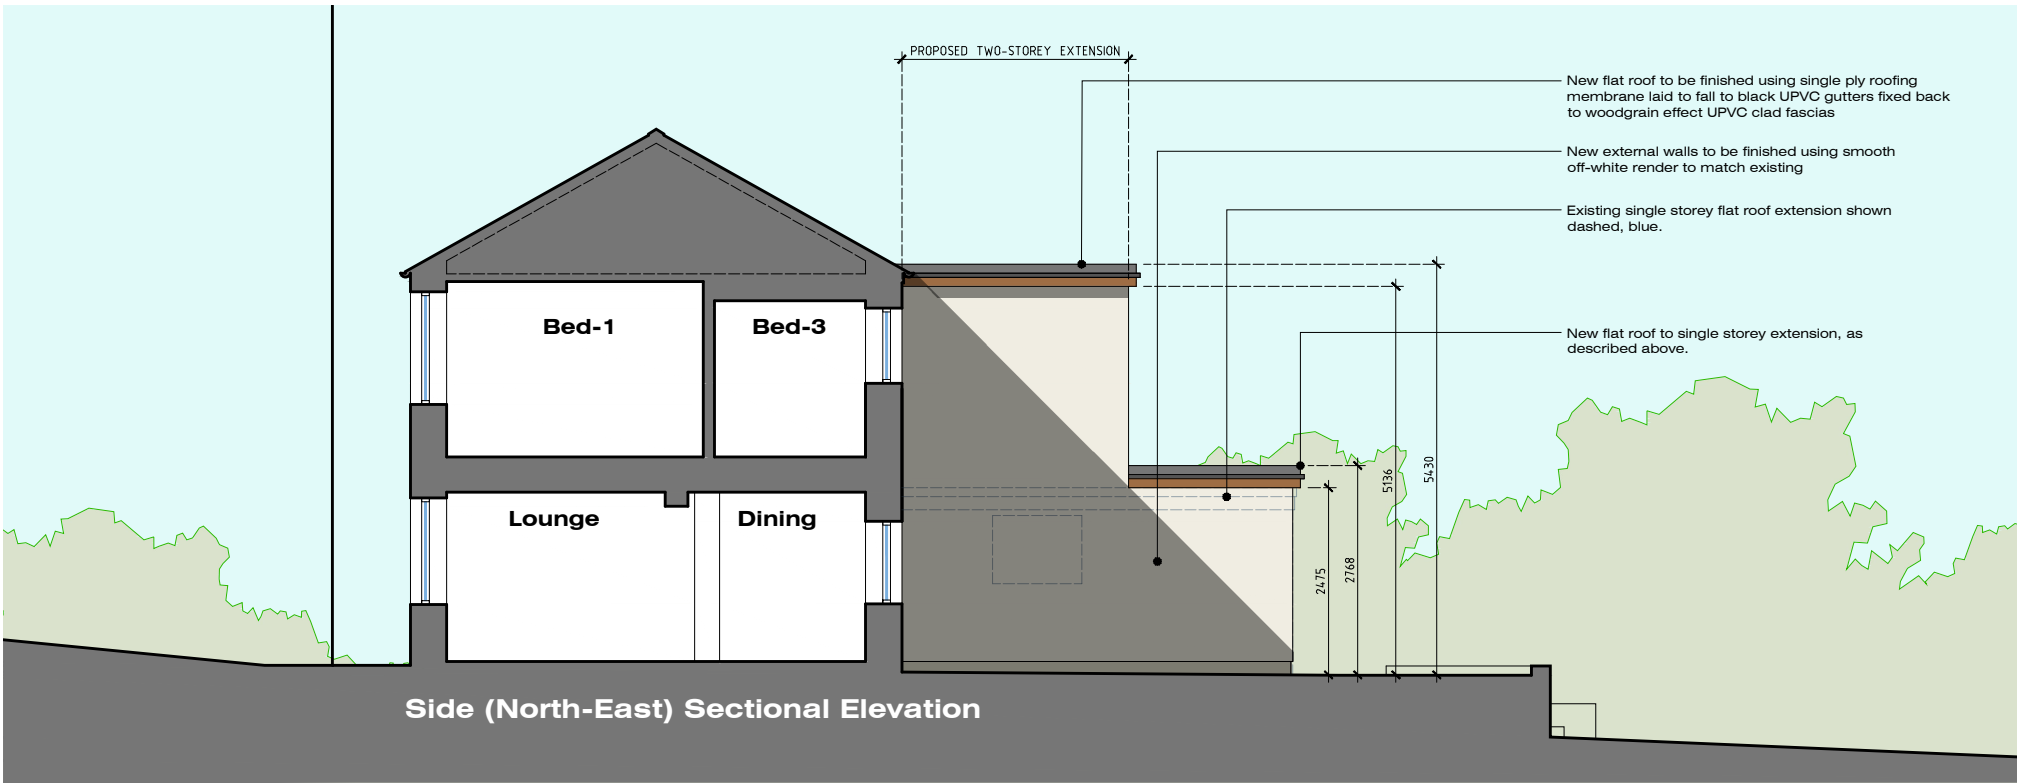 PROPOSED TWO-STOREY EXTENSION
New flat roof to be finished using single ply roofing
membrane laid to fall to black UPVC gutters fixed back
to woodgrain effect UPVC clad fascias
New external walls to be finished using smooth
off-white render to match existing
Existing single storey flat roof extension shown
dashed, blue.
New flat roof to single storey extension, as
described above.
Bed-1
Bed-3
Lounge
Dining
2475
2768
5136
5430
Side (North-East) Sectional Elevation